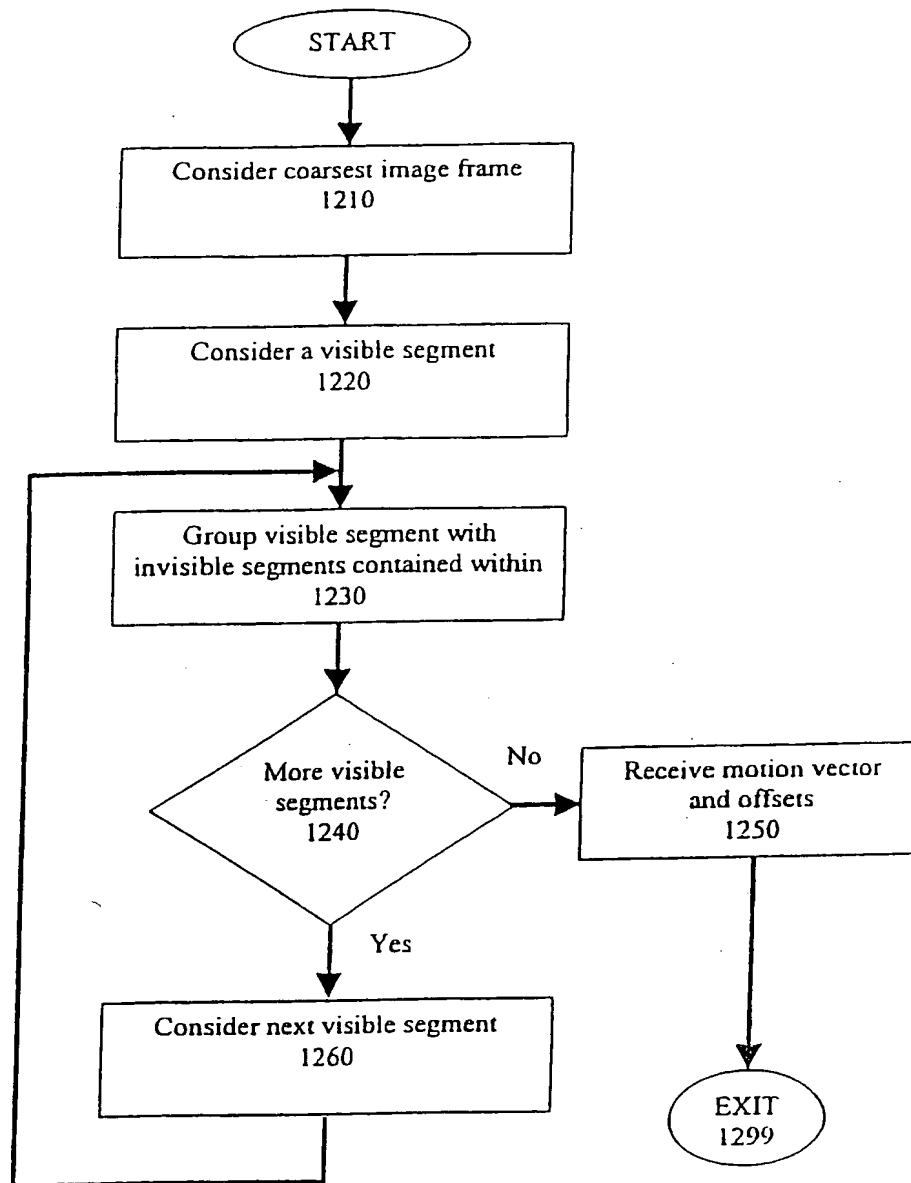 START
Consider coarsest image frame
1210
Consider a visible segment
1220
Group visible segment with
invisible segments contained within
1230
More visible
segments?
1240
No
Receive motion vector
and offsets
1250
Yes
Consider next visible segment
1260
EXIT
1299